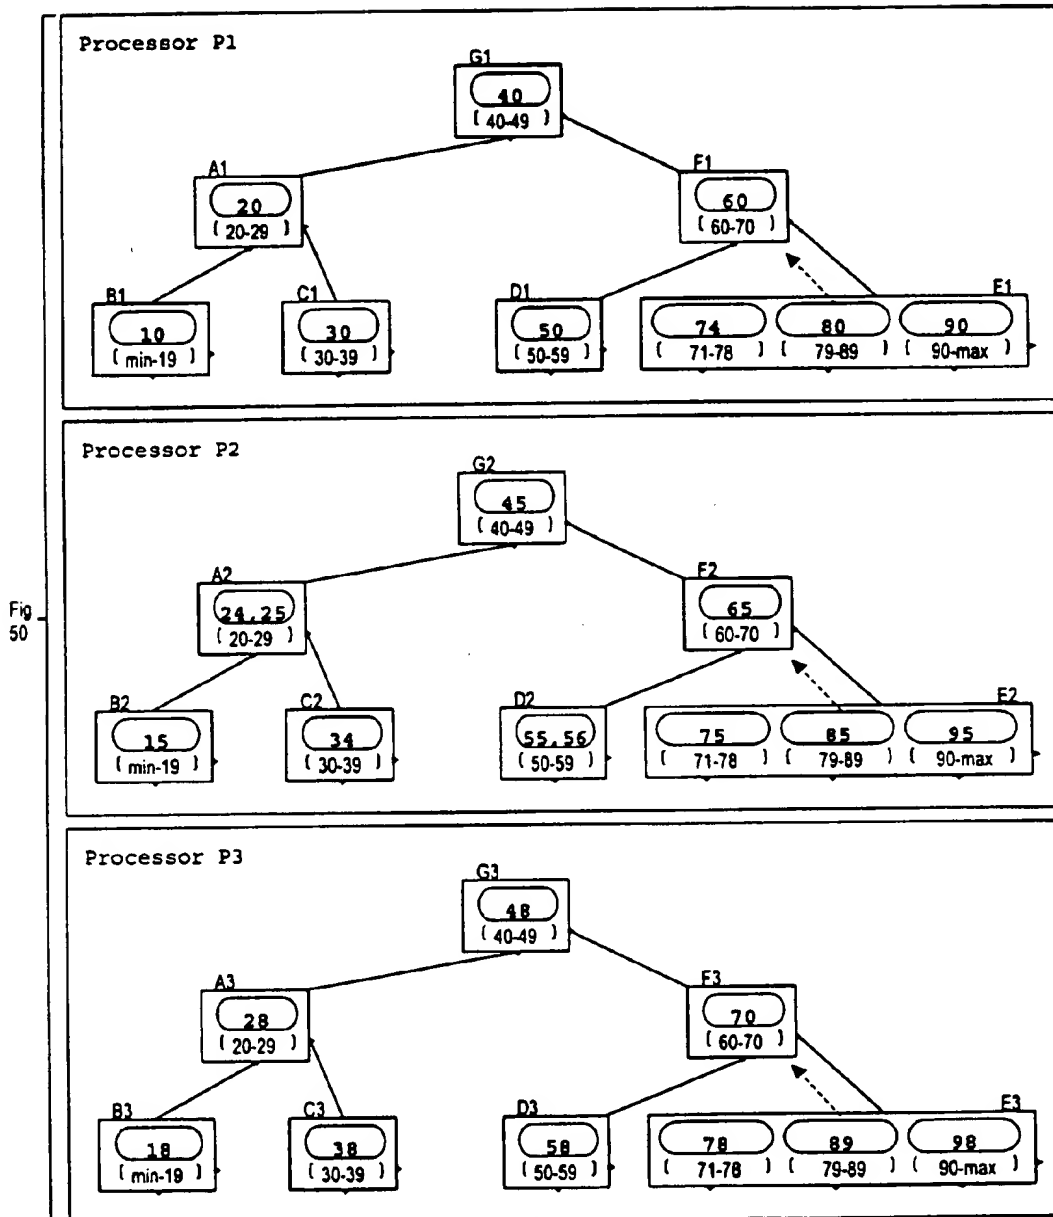 Fig
50
Processor P1
G1
40
( 40-49 )
A1
20
( 20-29 )
F1
60
( 60-70 )
B1
10
( min-19 )
C1
30
( 30-39 )
D1
50
( 50-59 )
E1
74 80 90
( 71-78 ) ( 79-89 ) ( 90-max )
Processor P2
G2
45
( 40-49 )
A2
24,25
( 20-29 )
F2
65
( 60-70 )
B2
15
( min-19 )
C2
34
( 30-39 )
D2
55,56
( 50-59 )
E2
75 85 95
( 71-78 ) ( 79-89 ) ( 90-max )
Processor P3
G3
48
( 40-49 )
A3
28
( 20-29 )
F3
70
( 60-70 )
B3
18
( min-19 )
C3
38
( 30-39 )
D3
58
( 50-59 )
E3
78 89 98
( 71-78 ) ( 79-89 ) ( 90-max )